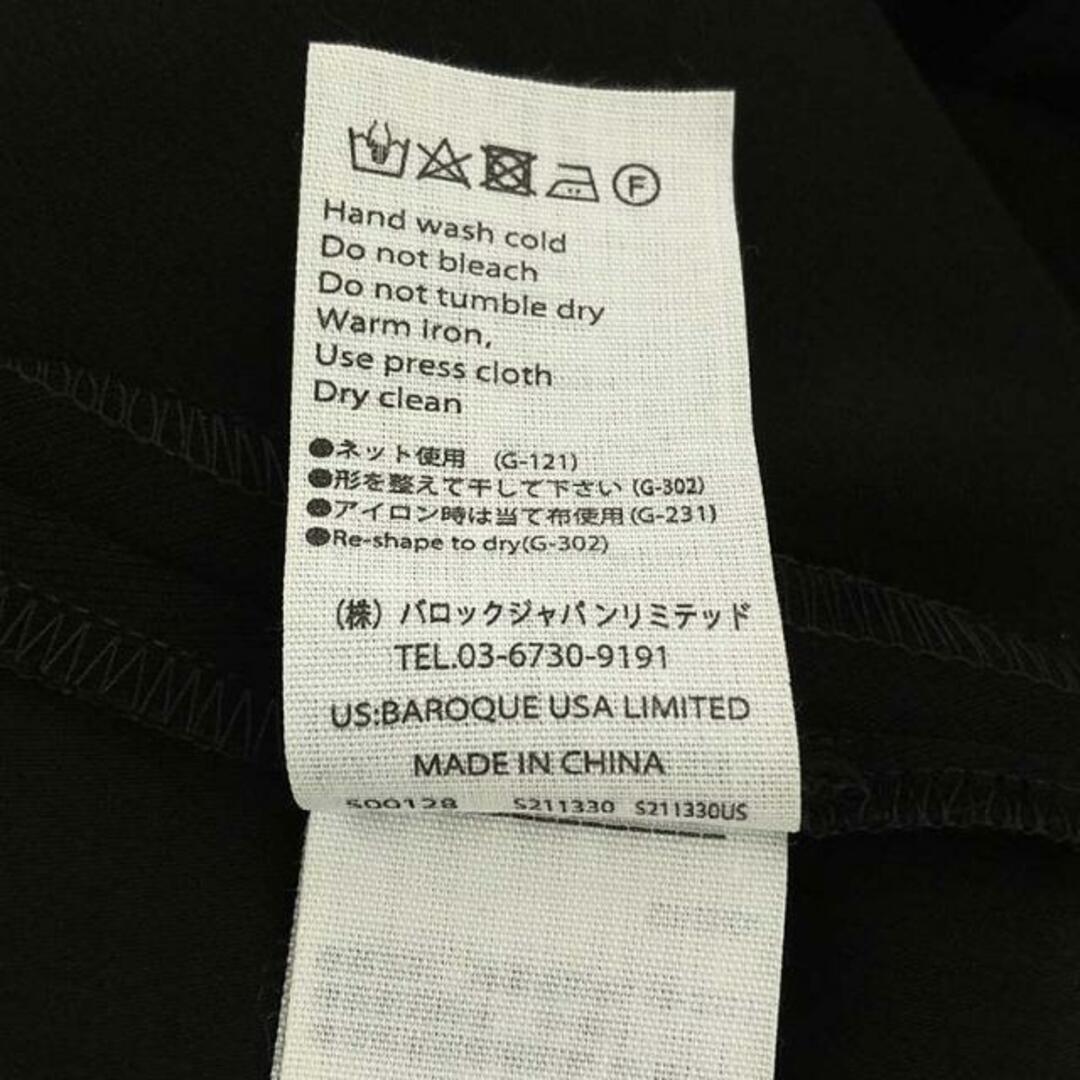 F
Hand wash cold
Do not bleach
Do not tumble dry
Warm iron,
Use press cloth
Dry clean
●ネット使用 (G-121)
●形を整えて干して下さい (G-302)
●アイロン時は当て布使用(G-231)
●Re-shape to dry(G-302)
(株) バロックジャパンリミテッド
TEL.03-6730-9191
US:BAROQUE USA LIMITED
MADE IN CHINA
500128 S211330 S211330US